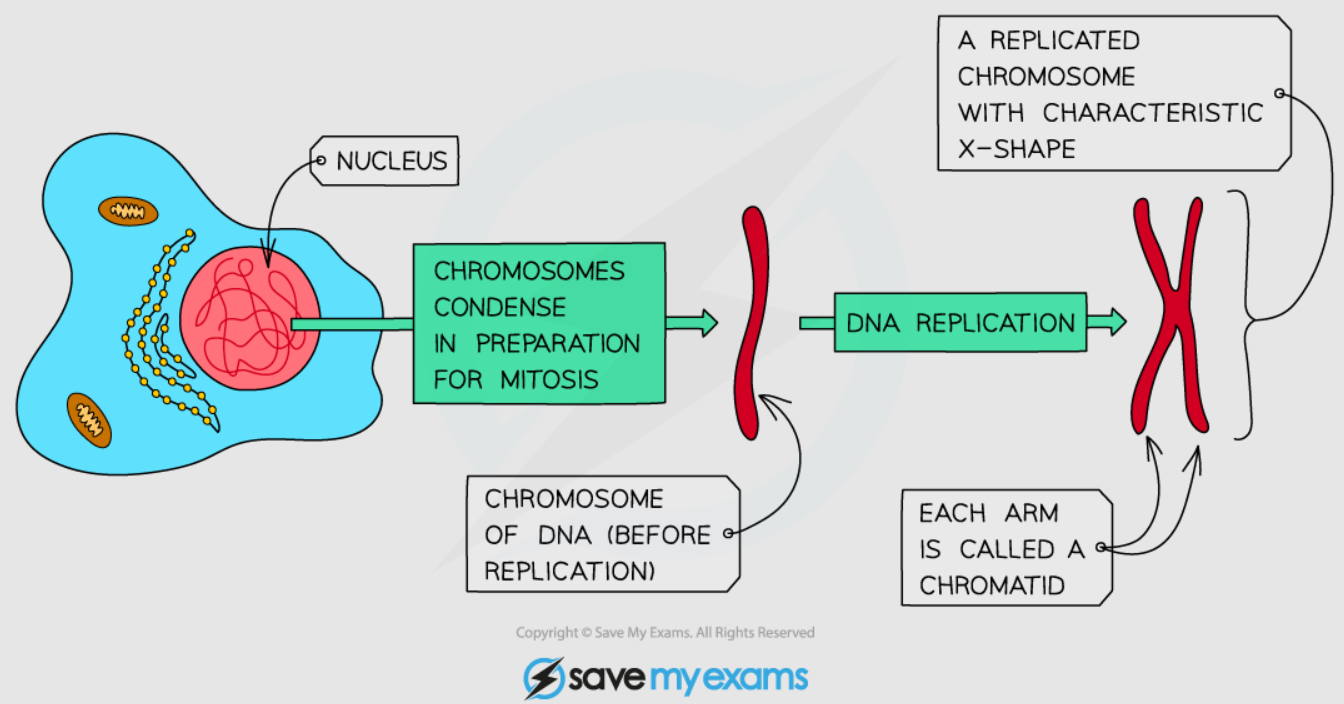 A REPLICATED
CHROMOSOME
WITH CHARACTERISTIC
X-SHAPE
NUCLEUS
CHROMOSOMES
CONDENSE
IN PREPARATION
FOR MITOSIS
DNA REPLICATION
CHROMOSOME
OF DNA (BEFORE
REPLICATION)
EACH ARM
IS CALLED A
CHROMATID
Copyright © Save My Exams. All Rights Reserved
save my exams